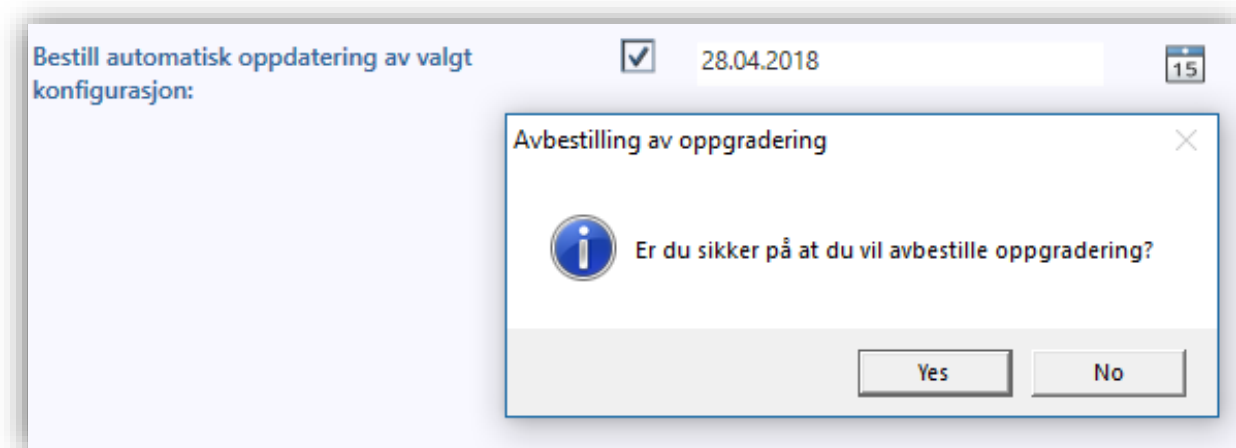 Bestill automatisk oppdatering av valgt
konfigurasjon:
28.04.2018
15
Avbestilling av oppgradering
Er du sikker på at du vil avbestille oppgradering?
Yes
No